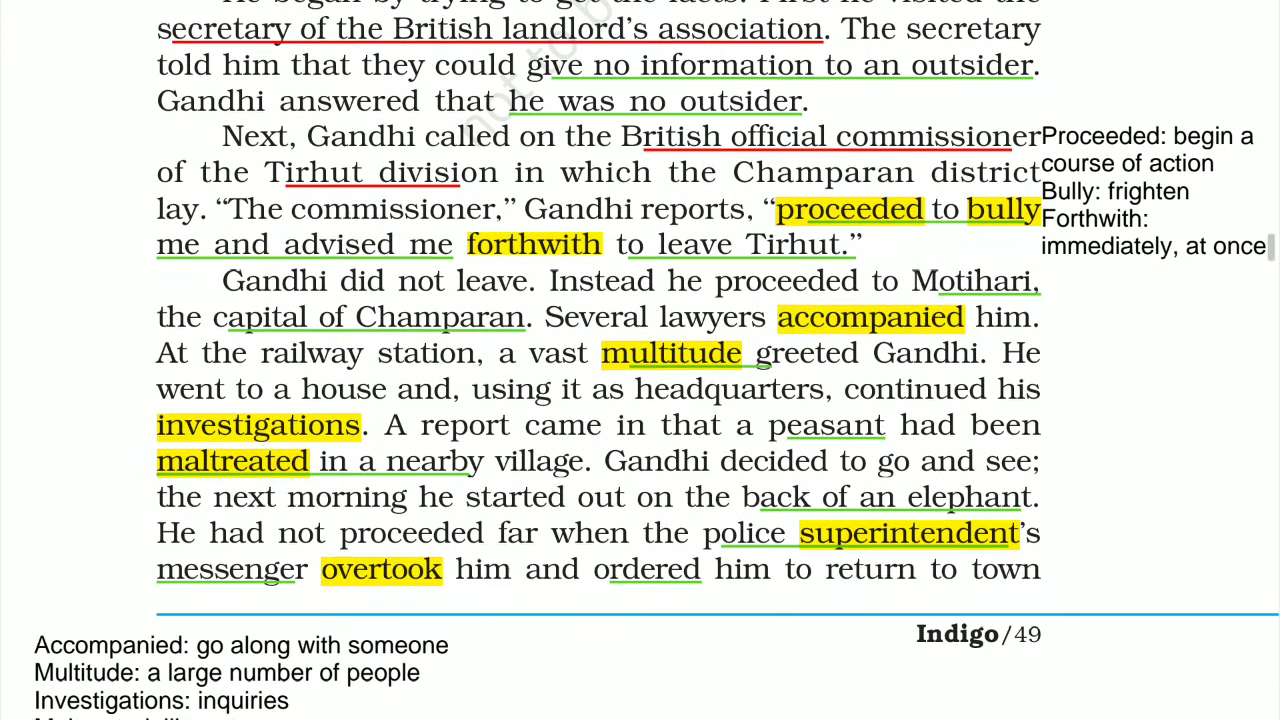 secretary of the British landlord's association. The secretary
told him that they could give no information to an outsider.
Gandhi answered that he was no outsider.
Next, Gandhi called on the British official commissioner
of the Tirhut division in which the Champaran district
lay. “The commissioner,” Gandhi reports, “proceeded to bully
me and advised me forthwith to leave Tirhut.”
Gandhi did not leave. Instead he proceeded to Motihari,
the capital of Champaran. Several lawyers accompanied him.
At the railway station, a vast multitude greeted Gandhi. He
went to a house and, using it as headquarters, continued his
investigations. A report came in that a peasant had been
maltreated in a nearby village. Gandhi decided to go and see;
the next morning he started out on the back of an elephant.
He had not proceeded far when the police superintendent's
messenger overtook him and ordered him to return to town
Proceeded: begin a
course of action
Bully: frighten
Forthwith:
immediately, at once
Indigo/49
Accompanied: go along with someone
Multitude: a large number of people
Investigations: inquiries